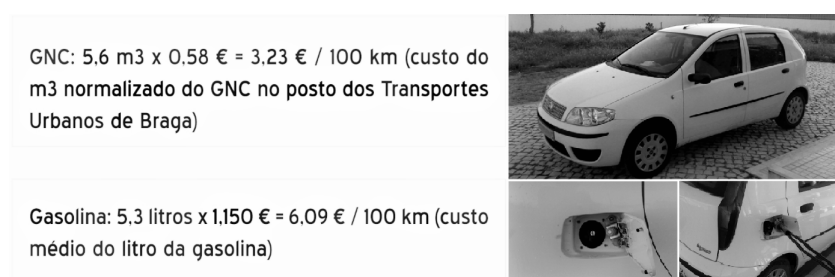 GNC: 5,6 m3 x 0,58 € = 3,23 € / 100 km (custo do
m3 normalizado do GNC no posto dos Transportes
Urbanos de Braga)
Gasolina: 5,3 litros x 1,150 € = 6,09 € / 100 km (custo
médio do litro da gasolina)